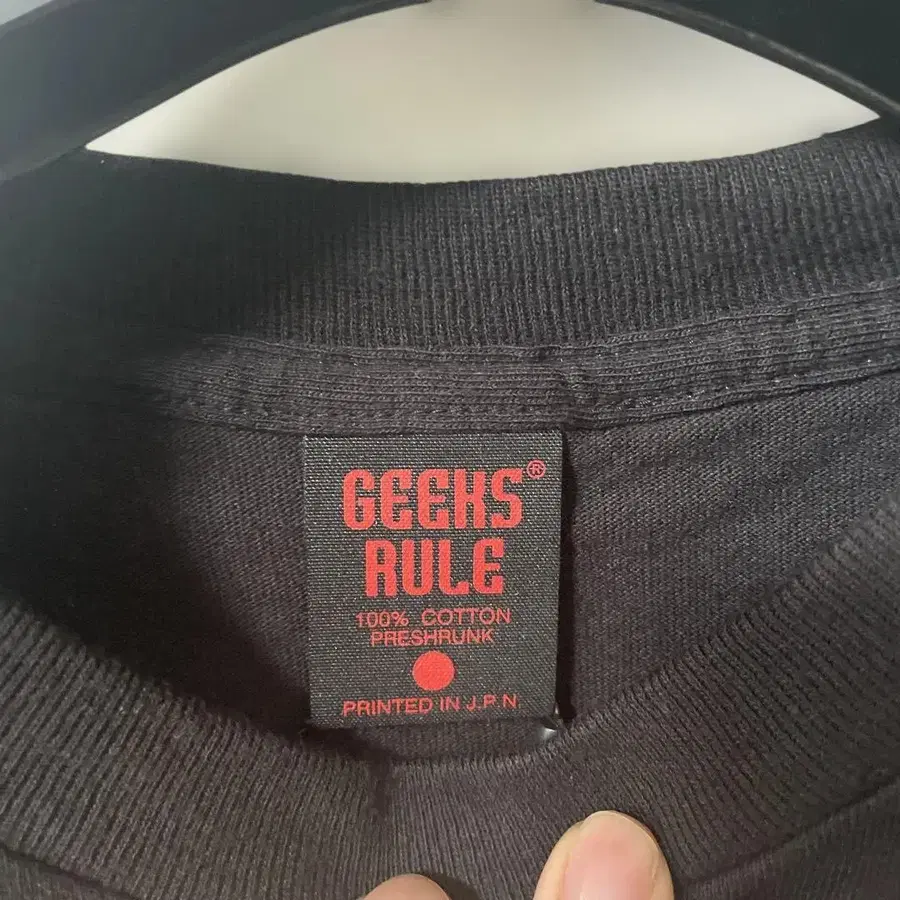 GEEKS®
RULE
100% COTTON
PRESHRUNK
PRINTED IN J.P.N.